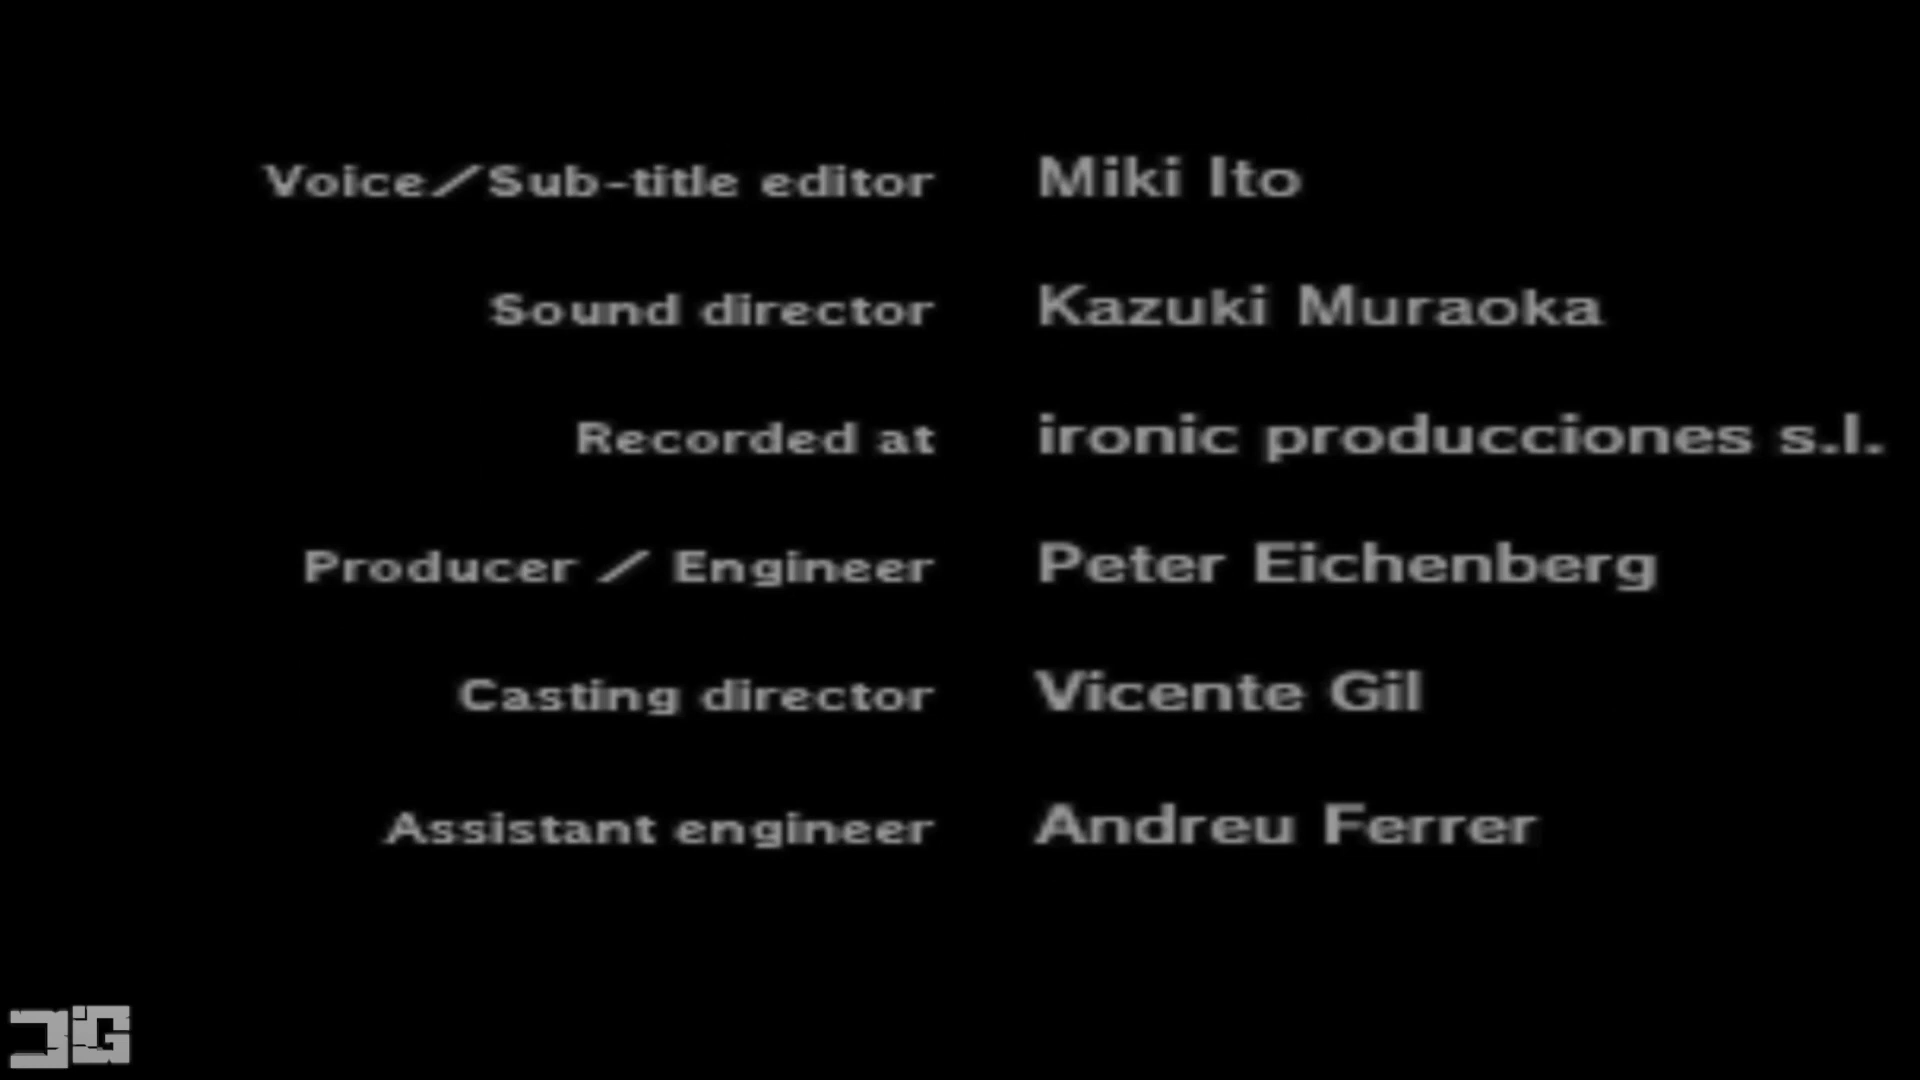 Voice/Sub-title editor Miki Ito
Sound director Kazuki Muraoka
Recorded at ironic producciones s.l.
Producer / Engineer Peter Eichenberg
Casting director Vicente Gil
Assistant engineer Andreu Ferrer